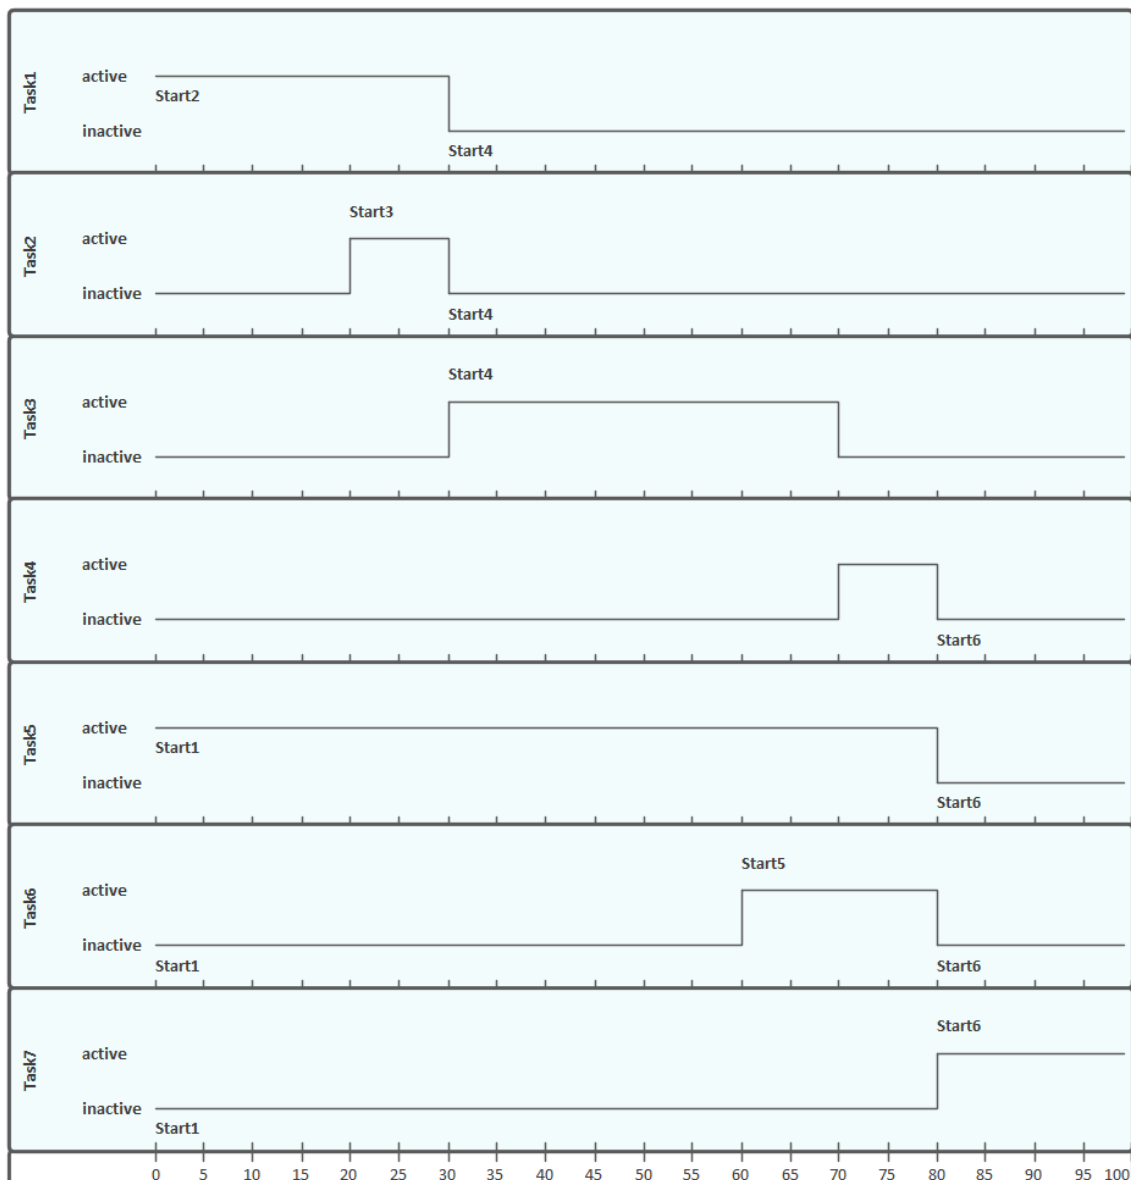 Task1
active
Start2
inactive
Start4
Task2
Start3
active
inactive
Start4
Task3
Start4
active
inactive
Task4
active
inactive
Start6
Task5
active
Start1
inactive
Start6
Task6
Start5
active
inactive
Start1 Start6
Task7
Start6
active
inactive
Start1
0 5 10 15 20 25 30 35 40 45 50 55 60 65 70 75 80 85 90 95 100